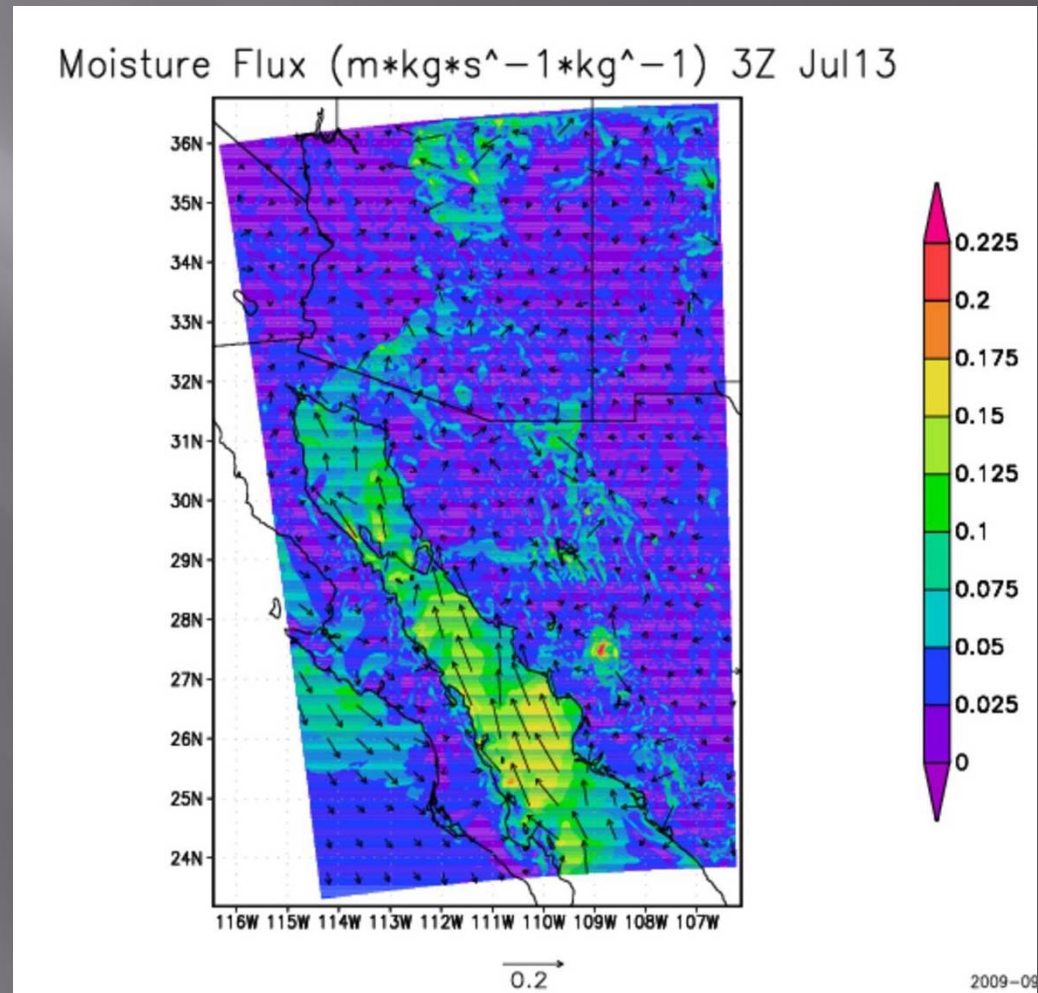 Moisture Flux (m*kg*s^-1*kg^-1) 3Z Jul13
36N
35N
34N
33N
32N
31N
30N
29N
28N
27N
26N
25N
24N
116W 115W 114W 113W 112W 111W 110W 109W 108W 107W
0.2
0.225
0.2
0.175
0.15
0.125
0.1
0.075
0.05
0.025
0
2009-09